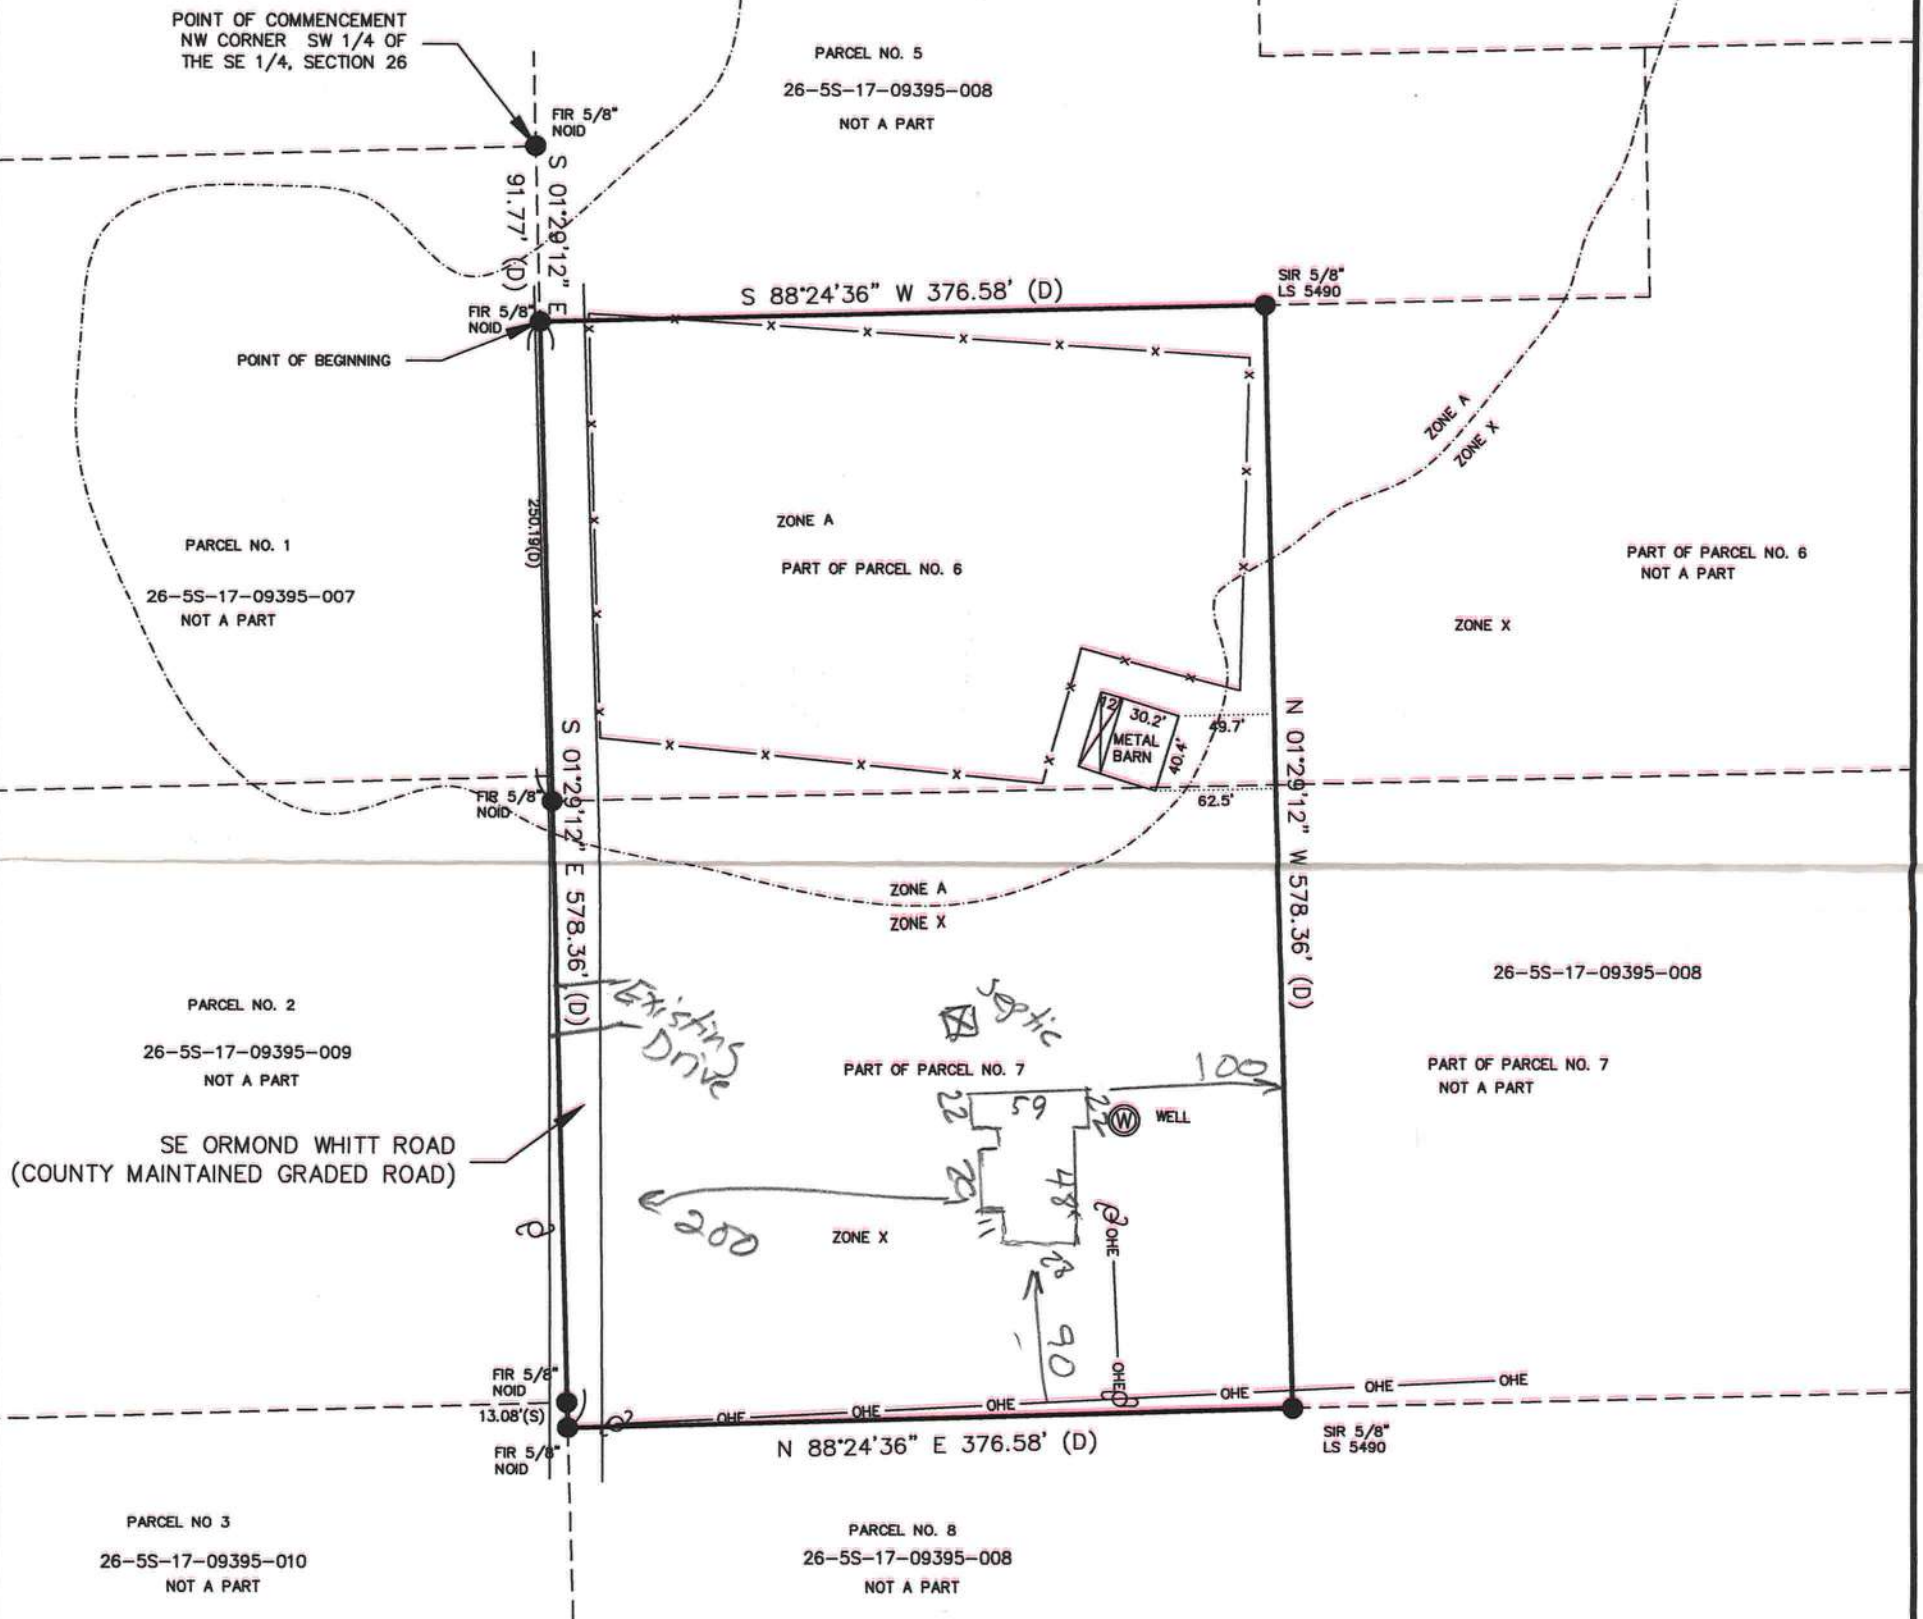 POINT OF COMMENCEMENT
NW CORNER SW 1/4 OF
THE SE 1/4, SECTION 26
PARCEL NO. 5
26-5S-17-09395-008
NOT A PART
FIR 5/8"
NOID
S 01°29'12" E
91.77' (D)
S 88°24'36" W 376.58' (D)
SIR 5/8"
LS 5490
FIR 5/8"
NOID
POINT OF BEGINNING
ZONE A
ZONE X
250.19(D)
ZONE A
PART OF PARCEL NO. 6
PARCEL NO. 1
26-5S-17-09395-007
NOT A PART
PART OF PARCEL NO. 6
NOT A PART
ZONE X
12
30.2'
METAL
BARN
40.4'
49.7'
62.5'
N 01°29'12" W 578.36' (D)
S 01°29'12" E 578.36' (D)
FIR 5/8"
NOID
ZONE A
ZONE X
Existing
Drive
Septic
PARCEL NO. 2
26-5S-17-09395-009
NOT A PART
26-5S-17-09395-008
PART OF PARCEL NO. 7
PART OF PARCEL NO. 7
NOT A PART
100
22
59
22
W WELL
SE ORMOND WHITT ROAD
(COUNTY MAINTAINED GRADED ROAD)
48
11
200
ZONE X
OHE
90
OHE
FIR 5/8"
NOID
13.08'(S)
FIR 5/8"
NOID
OHE OHE OHE OHE OHE OHE
N 88°24'36" E 376.58' (D)
SIR 5/8"
LS 5490
PARCEL NO 3
26-5S-17-09395-010
NOT A PART
PARCEL NO. 8
26-5S-17-09395-008
NOT A PART